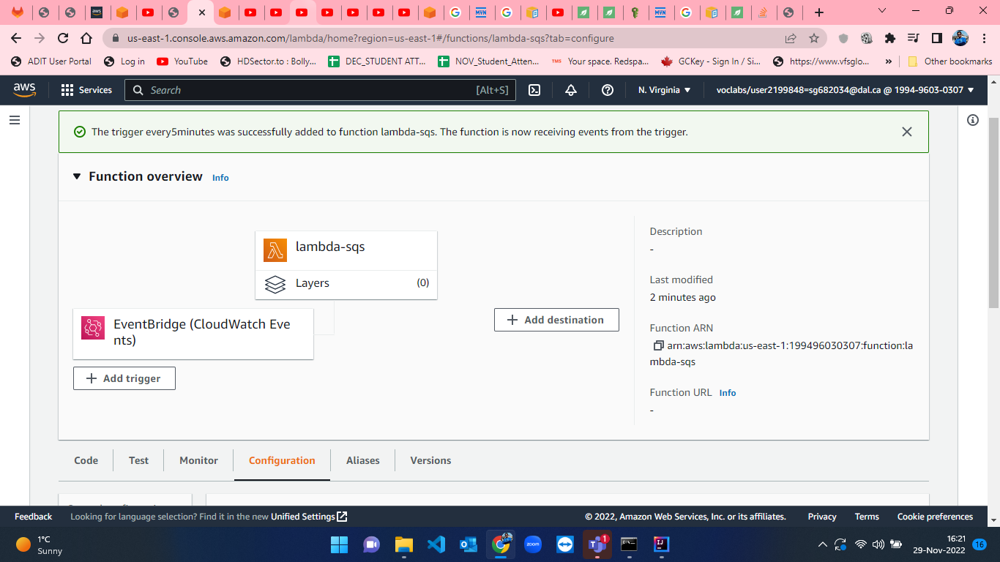 us-east-1.console.aws.amazon.com/lambda/home?region=us-east-1#/functions/lambda-sqs?tab=configure
ADIT User Portal
Log in
YouTube
HDSector.to : Bolly...
DEC_STUDENT ATT...
NOV_Student_Atten...
Your space. Redspa...
GCKey - Sign In / Si...
https://www.vfsglo...
»
Other bookmarks
aws
Services
Search
[Alt+S]
N. Virginia
voclabs/user2199848=sg682034@dal.ca @ 1994-9603-0307
The trigger every5minutes was successfully added to function lambda-sqs. The function is now receiving events from the trigger.
Function overview
Info
lambda-sqs
Layers
(0)
EventBridge (CloudWatch Eve
nts)
Add trigger
Add destination
Description
-
Last modified
2 minutes ago
Function ARN
arn:aws:lambda:us-east-1:199496030307:function:la
mbda-sqs
Function URL
Info
-
Code
Test
Monitor
Configuration
Aliases
Versions
Feedback
Looking for language selection? Find it in the new Unified Settings
© 2022, Amazon Web Services, Inc. or its affiliates.
Privacy
Terms
Cookie preferences
1°C
Sunny
zoom
1
16:21
29-Nov-2022
16